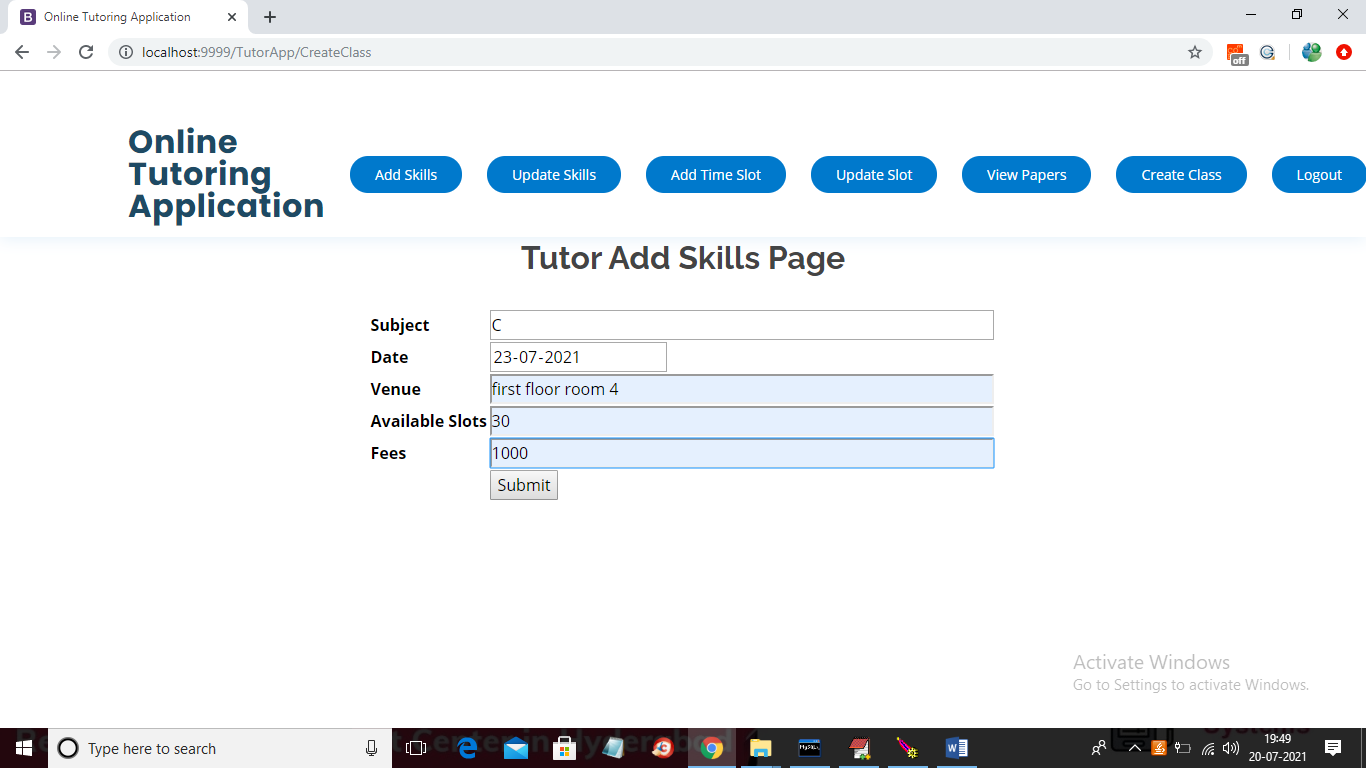 Online Tutoring Application
localhost:9999/TutorApp/CreateClass
off
Online
Tutoring
Application
Add Skills Update Skills Add Time Slot Update Slot View Papers Create Class Logout
Tutor Add Skills Page
Subject C
Date 23-07-2021
Venue first floor room 4
Available Slots 30
Fees 1000
Submit
Activate Windows
Go to Settings to activate Windows.
Type here to search
19:49
20-07-2021